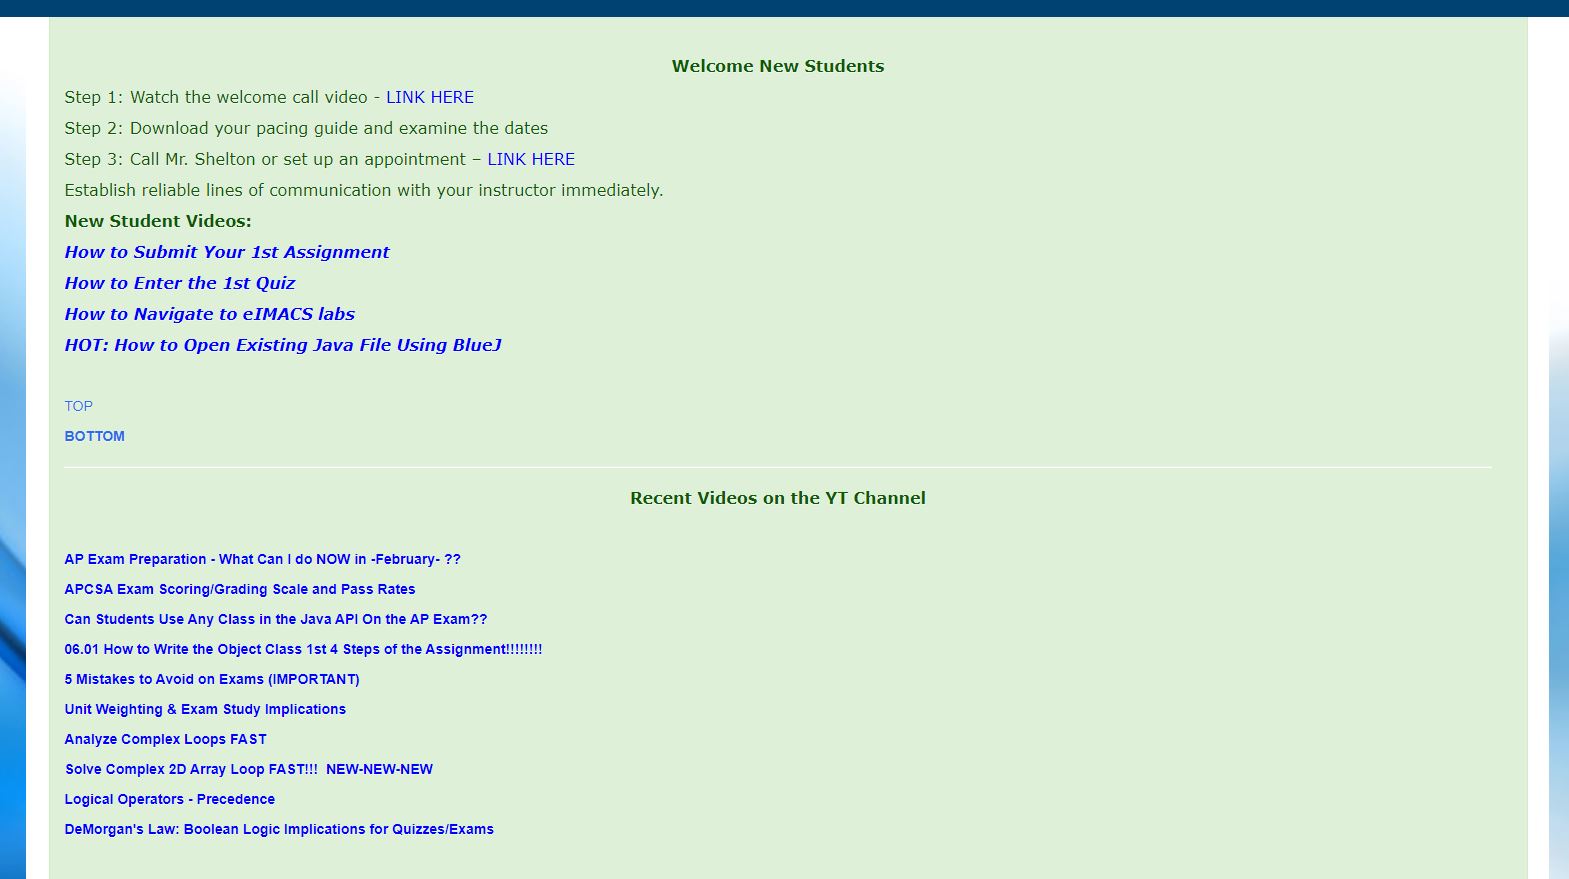 Welcome New Students
Step 1: Watch the welcome call video - LINK HERE
Step 2: Download your pacing guide and examine the dates
Step 3: Call Mr. Shelton or set up an appointment – LINK HERE
Establish reliable lines of communication with your instructor immediately.
New Student Videos:
How to Submit Your 1st Assignment
How to Enter the 1st Quiz
How to Navigate to eIMACS labs
HOT: How to Open Existing Java File Using BlueJ
TOP
BOTTOM
Recent Videos on the YT Channel
AP Exam Preparation - What Can I do NOW in -February- ??
APCSA Exam Scoring/Grading Scale and Pass Rates
Can Students Use Any Class in the Java API On the AP Exam??
06.01 How to Write the Object Class 1st 4 Steps of the Assignment!!!!!!!!
5 Mistakes to Avoid on Exams (IMPORTANT)
Unit Weighting & Exam Study Implications
Analyze Complex Loops FAST
Solve Complex 2D Array Loop FAST!!!  NEW-NEW-NEW
Logical Operators - Precedence
DeMorgan's Law: Boolean Logic Implications for Quizzes/Exams